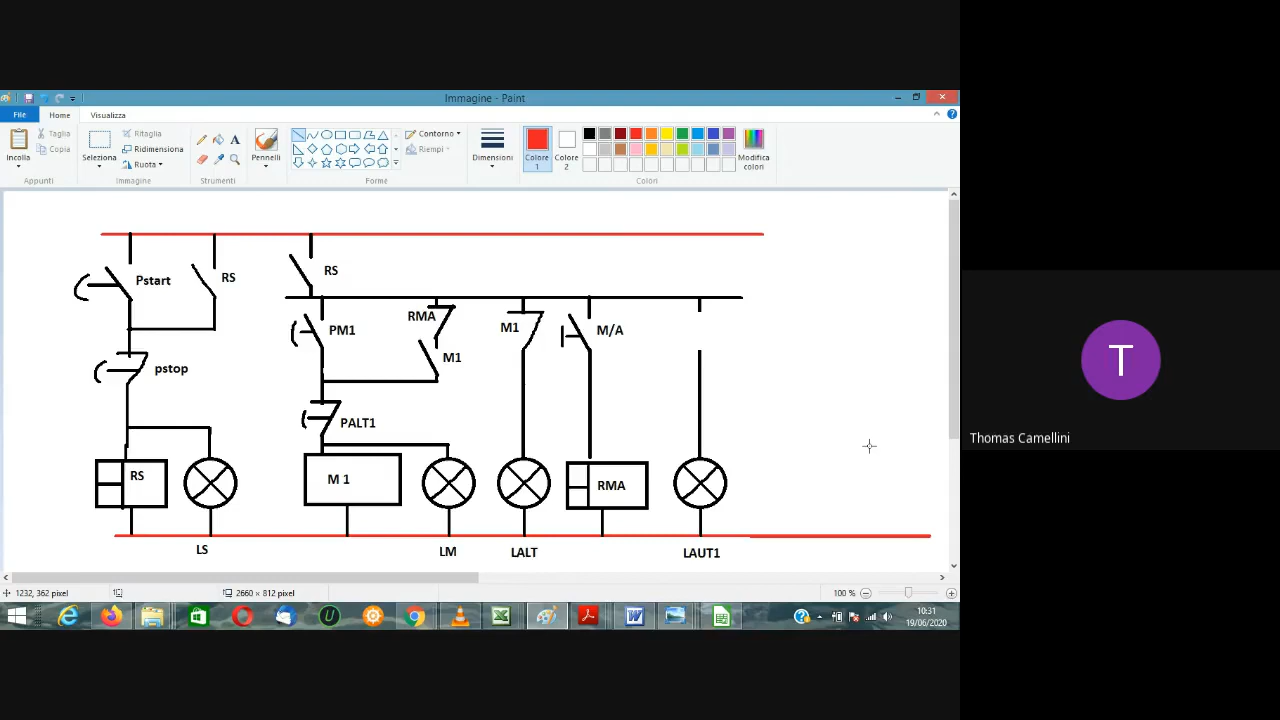 Immagine - Paint
File
Home
Visualizza
Incolla
Taglia
Copia
Appunti
Seleziona
Ritaglia
Ridimensiona
Ruota
Immagine
Strumenti
Pennelli
Contorno
Riempi
Forme
Dimensioni
Colore 1
Colore 2
Modifica colori
Colori
Pstart
RS
RS
PM1
RMA
M1
M1
M/A
pstop
PALT1
RS
M 1
RMA
LS
LM
LALT
LAUT1
Thomas Camellini
T
1232, 362 pixel
2660 × 812 pixel
100 %
10:31
19/06/2020